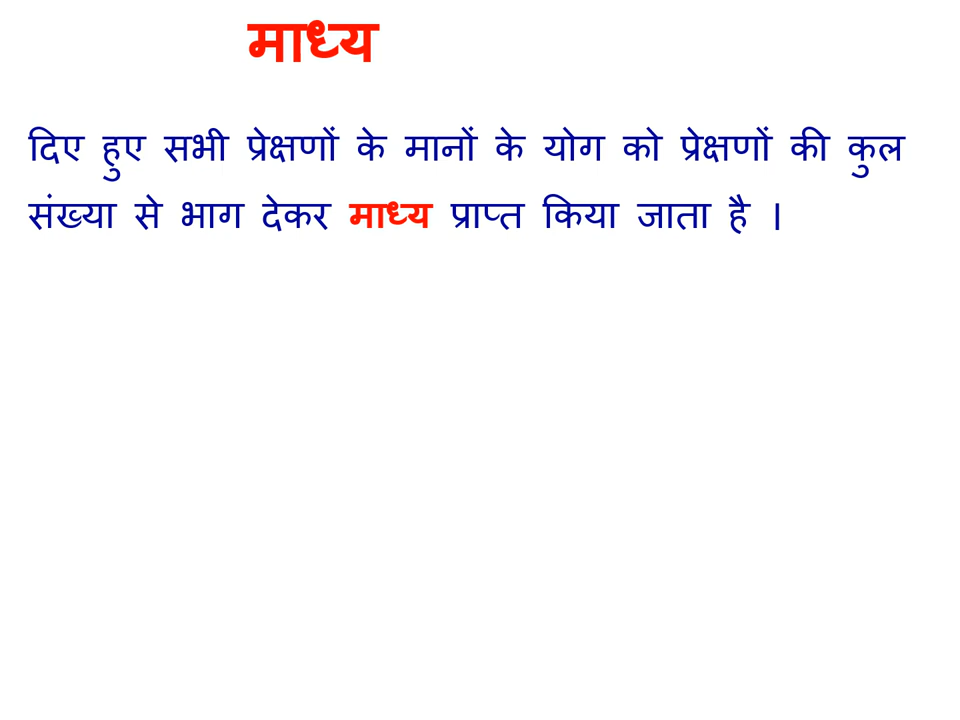 माध्य
दिए हुए सभी प्रेक्षणों के मानों के योग को प्रेक्षणों की कुल
संख्या से भाग देकर माध्य प्राप्त किया जाता है ।